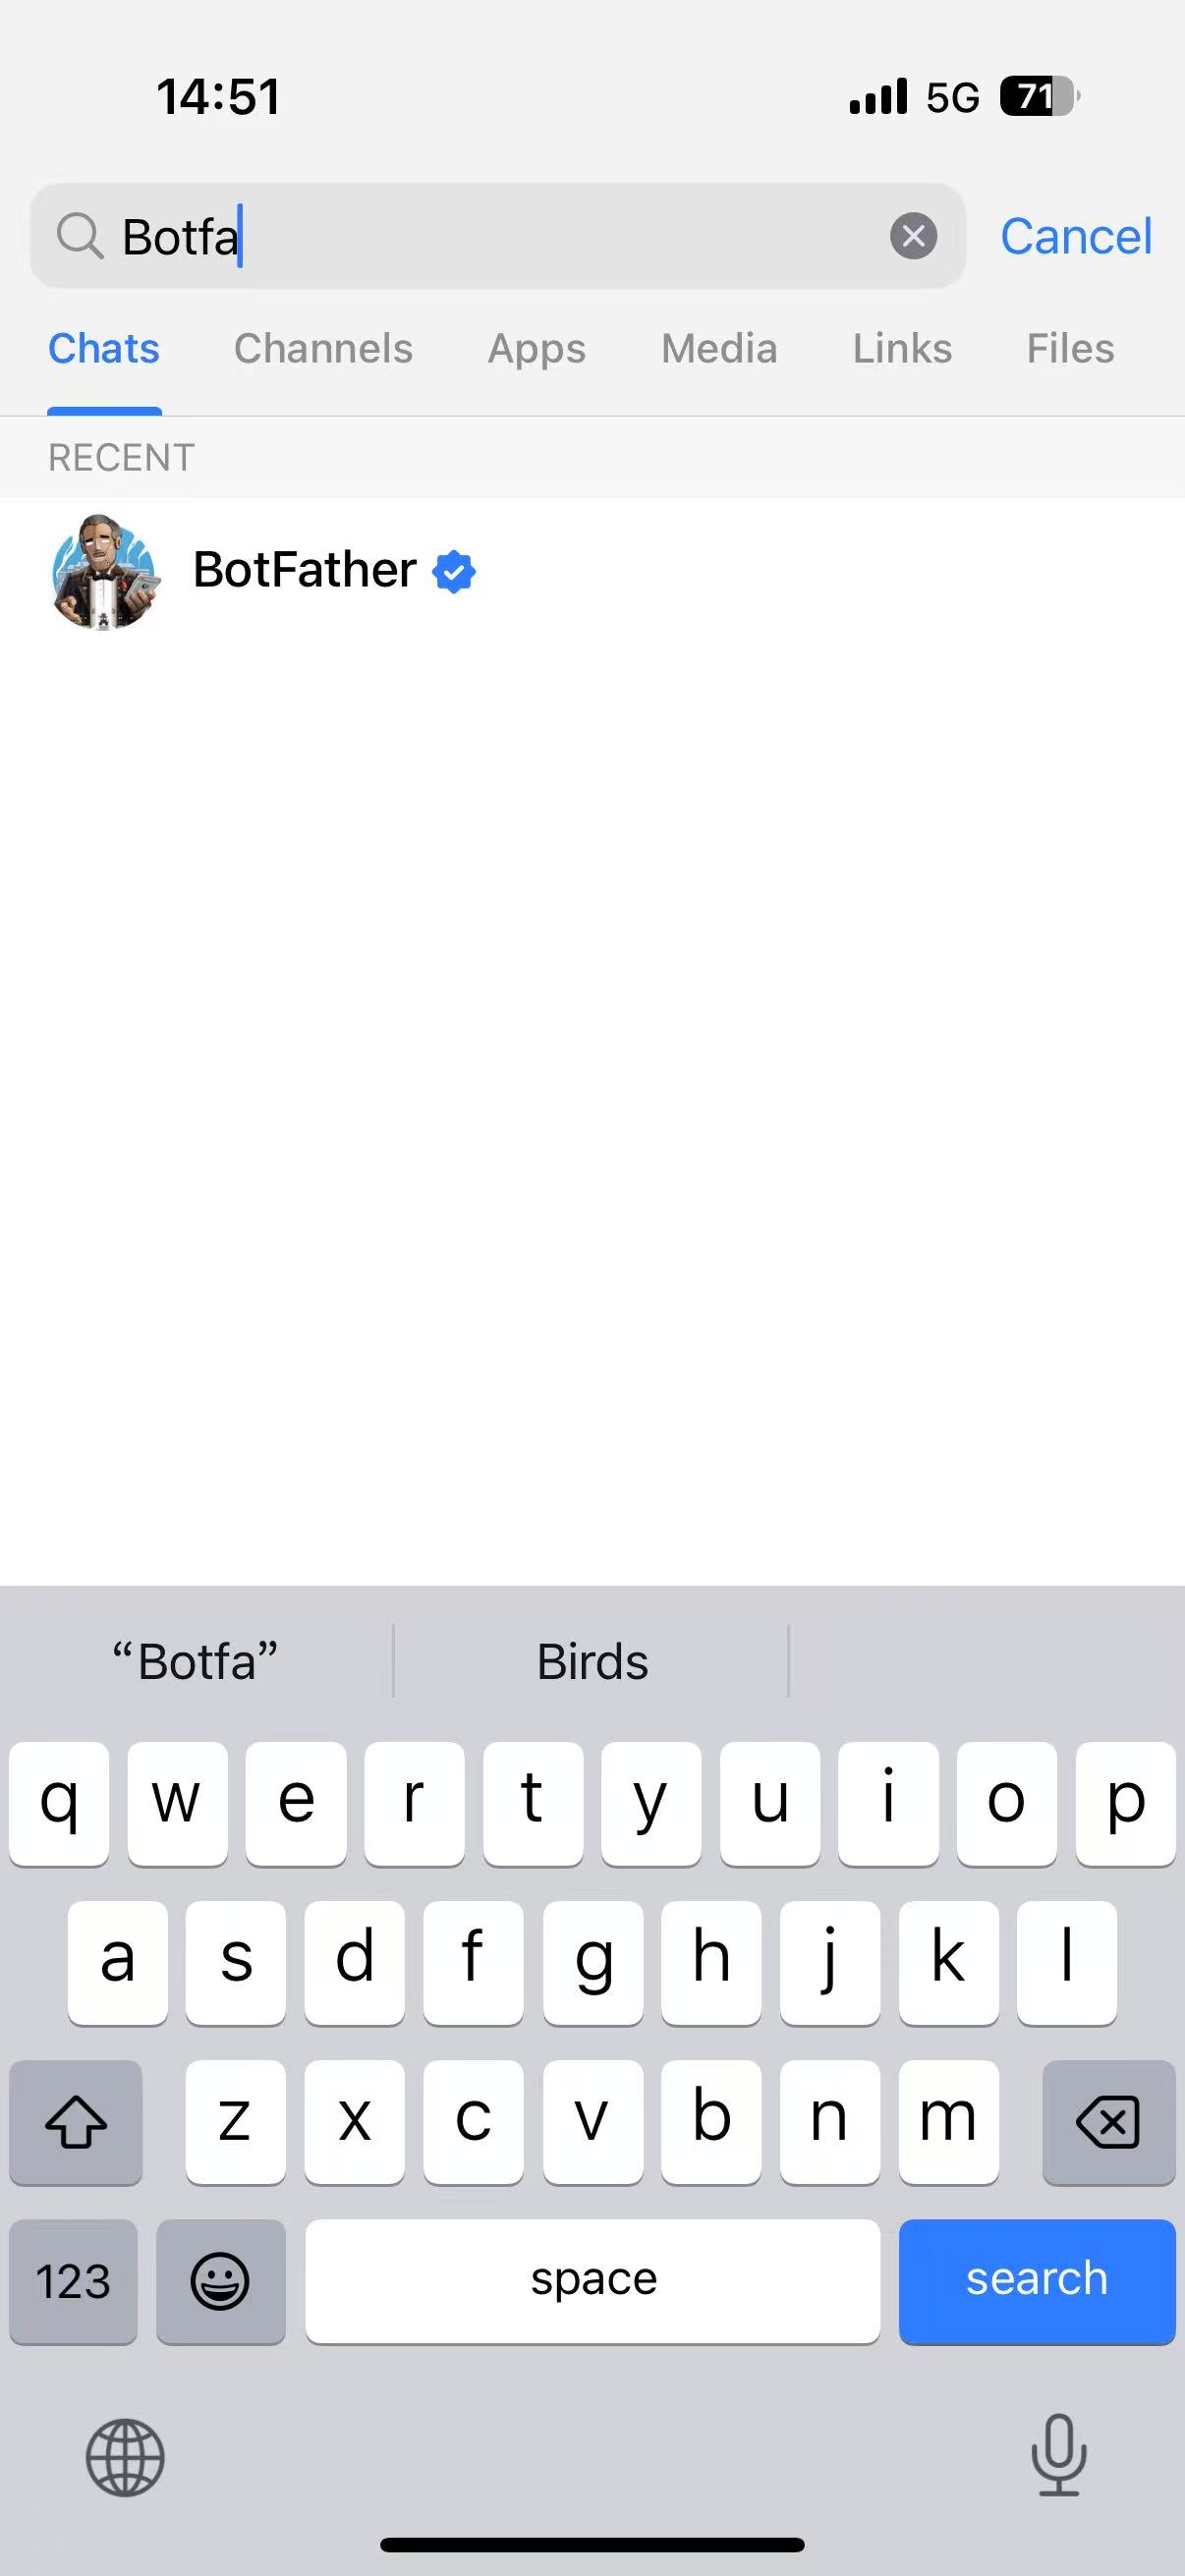 14:51 5G 71
Botfa Cancel
Chats Channels Apps Media Links Files
RECENT
BotFather
“Botfa” Birds
q w e r t y u i o p
a s d f g h j k l
z x c v b n m
123 space search